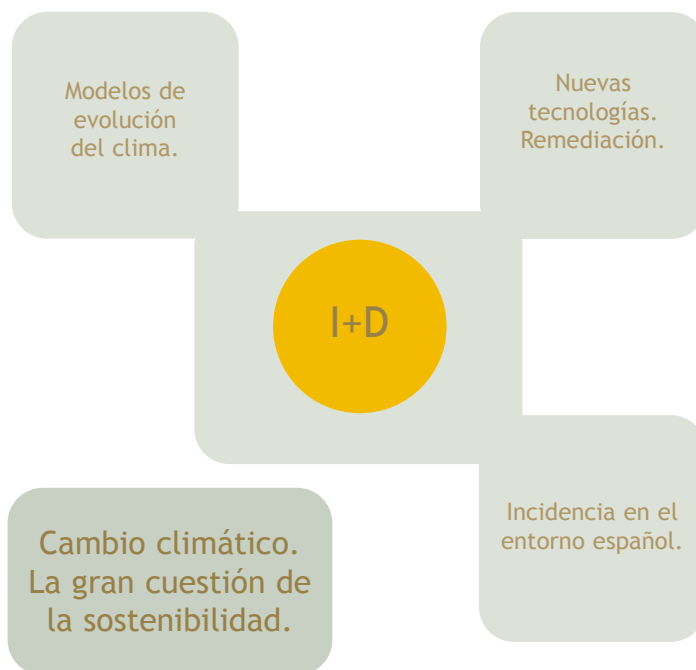 Modelos de
evolución
del clima.
Nuevas
tecnologías.
Remediación.
I+D
Incidencia en el
entorno español.
Cambio climático.
La gran cuestión de
la sostenibilidad.